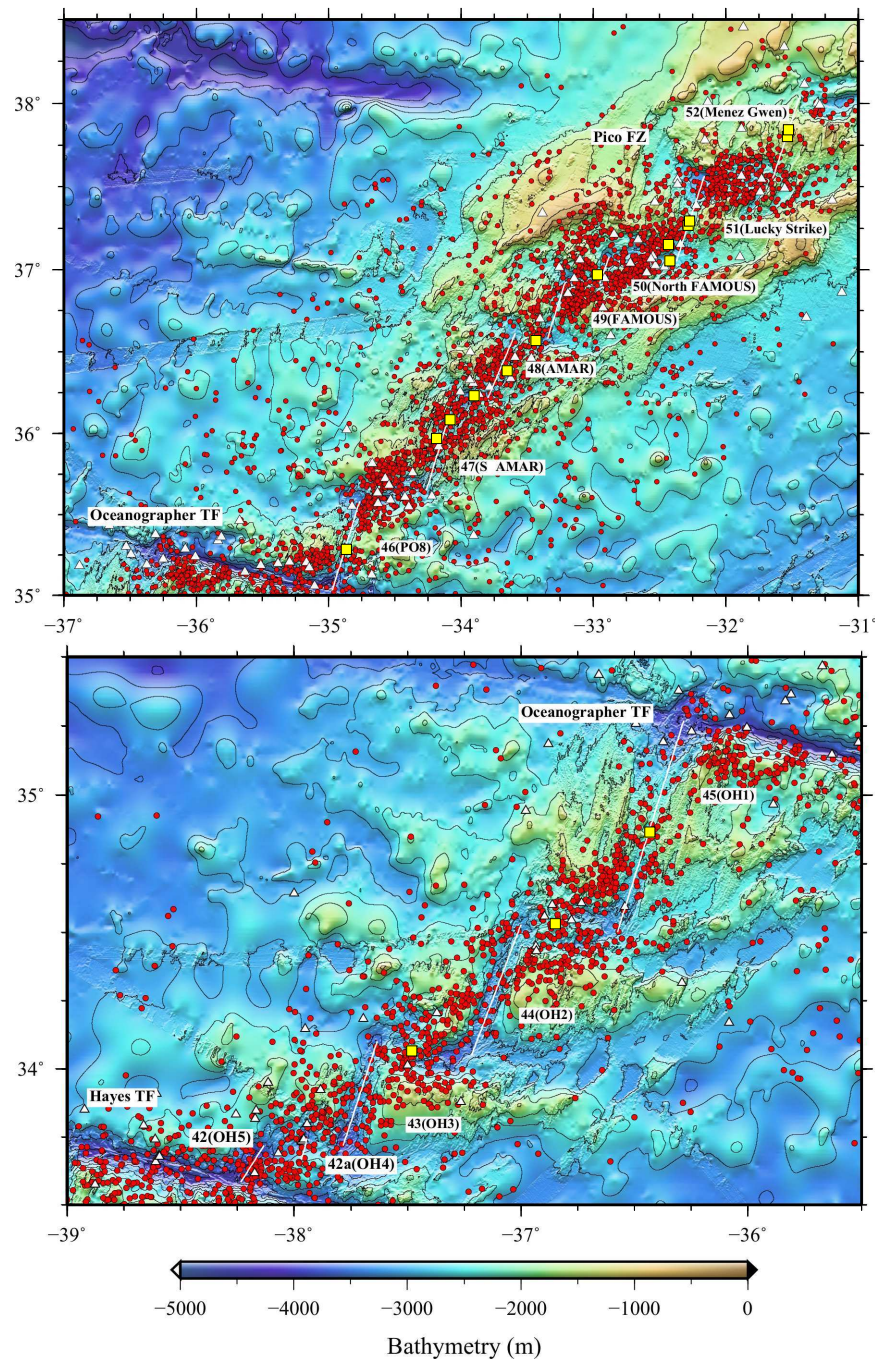 38°
52(Menez Gwen)
Pico FZ
51(Lucky Strike)
37°
50(North FAMOUS)
49(FAMOUS)
48(AMAR)
36°
47(S AMAR)
Oceanographer TF
46(PO8)
35°
−37° −36° −35° −34° −33° −32° −31°
Oceanographer TF
35°
45(OH1)
44(OH2)
34°
Hayes TF
43(OH3)
42(OH5)
42a(OH4)
−39° −38° −37° −36°
−5000 −4000 −3000 −2000 −1000 0
Bathymetry (m)